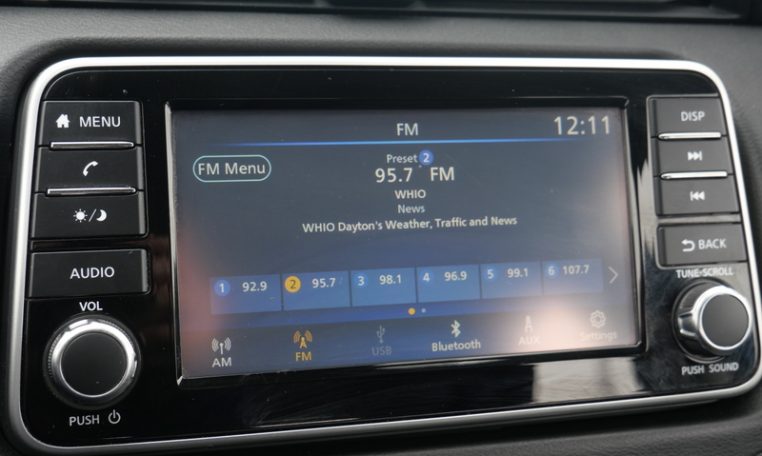 MENU
AUDIO
VOL
PUSH
FM
12:11
FM Menu
Preset 2
95.7 FM
WHIO
News
WHIO Dayton's Weather, Traffic and News
1 92.9
2 95.7
3 98.1
4 96.9
5 99.1
6 107.7
AM
FM
USB
Bluetooth
AUX
Settings
DISP
BACK
TUNE·SCROLL
PUSH SOUND